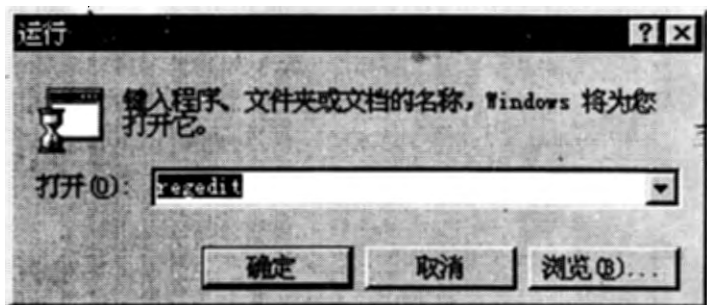 运行
键入程序、文件夹或文档的名称，Windows 将为您
打开它。
打开(O)：
regedit
确定
取消
浏览(B)...